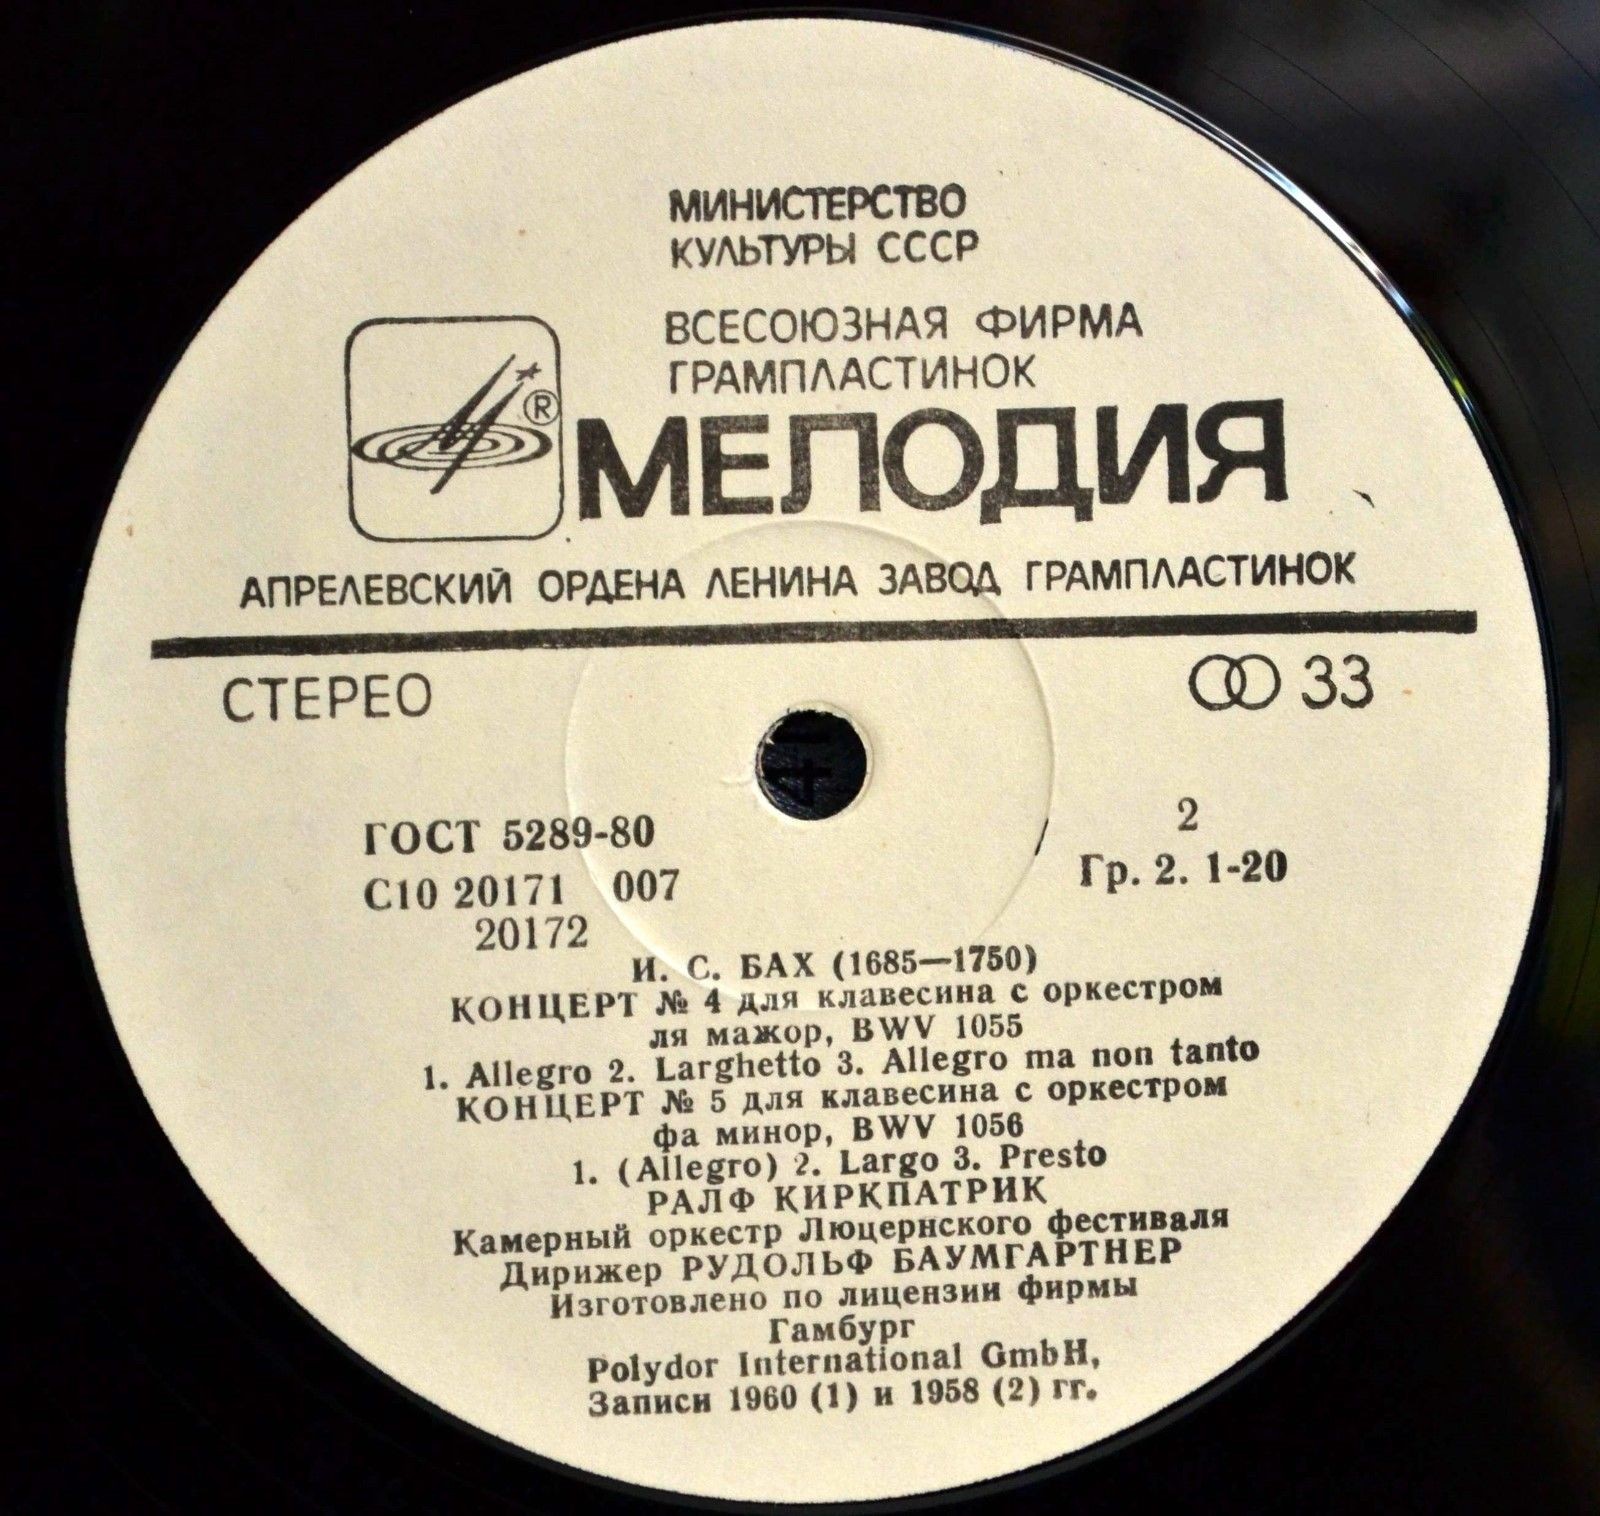 МИНИСТЕРСТВО
КУЛЬТУРЫ СССР
ВСЕСОЮЗНАЯ ФИРМА
ГРАМПЛАСТИНОК
®
МЕЛОДИЯ
АПРЕЛЕВСКИЙ ОРДЕНА ЛЕНИНА ЗАВОД ГРАМПЛАСТИНОК
СТЕРЕО
33
ГОСТ 5289-80
2
С10 20171 007
Гр. 2. 1-20
20172
И. С. БАХ (1685—1750)
КОНЦЕРТ № 4 для клавесина с оркестром
ля мажор, BWV 1055
1. Allegro 2. Larghetto 3. Allegro ma non tanto
КОНЦЕРТ № 5 для клавесина с оркестром
фа минор, BWV 1056
1. (Allegro) 2. Largo 3. Presto
РАЛФ КИРКПАТРИК
Камерный оркестр Люцернского фестиваля
Дирижер РУДОЛЬФ БАУМГАРТНЕР
Изготовлено по лицензии фирмы
Гамбург
Polydor International GmbH,
Записи 1960 (1) и 1958 (2) гг.